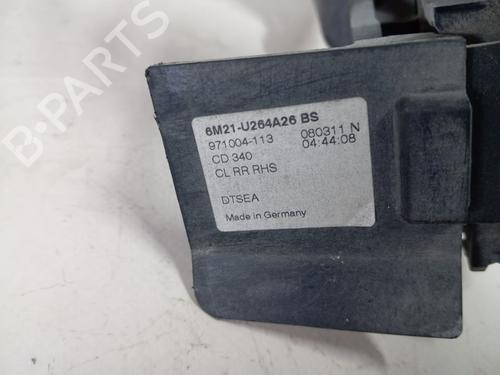 6M21-U264A26 BS
971004-113 080311 N
CD 340 04:44:08
CL RR RHS
DTSEA
Made in Germany
B-PARTS